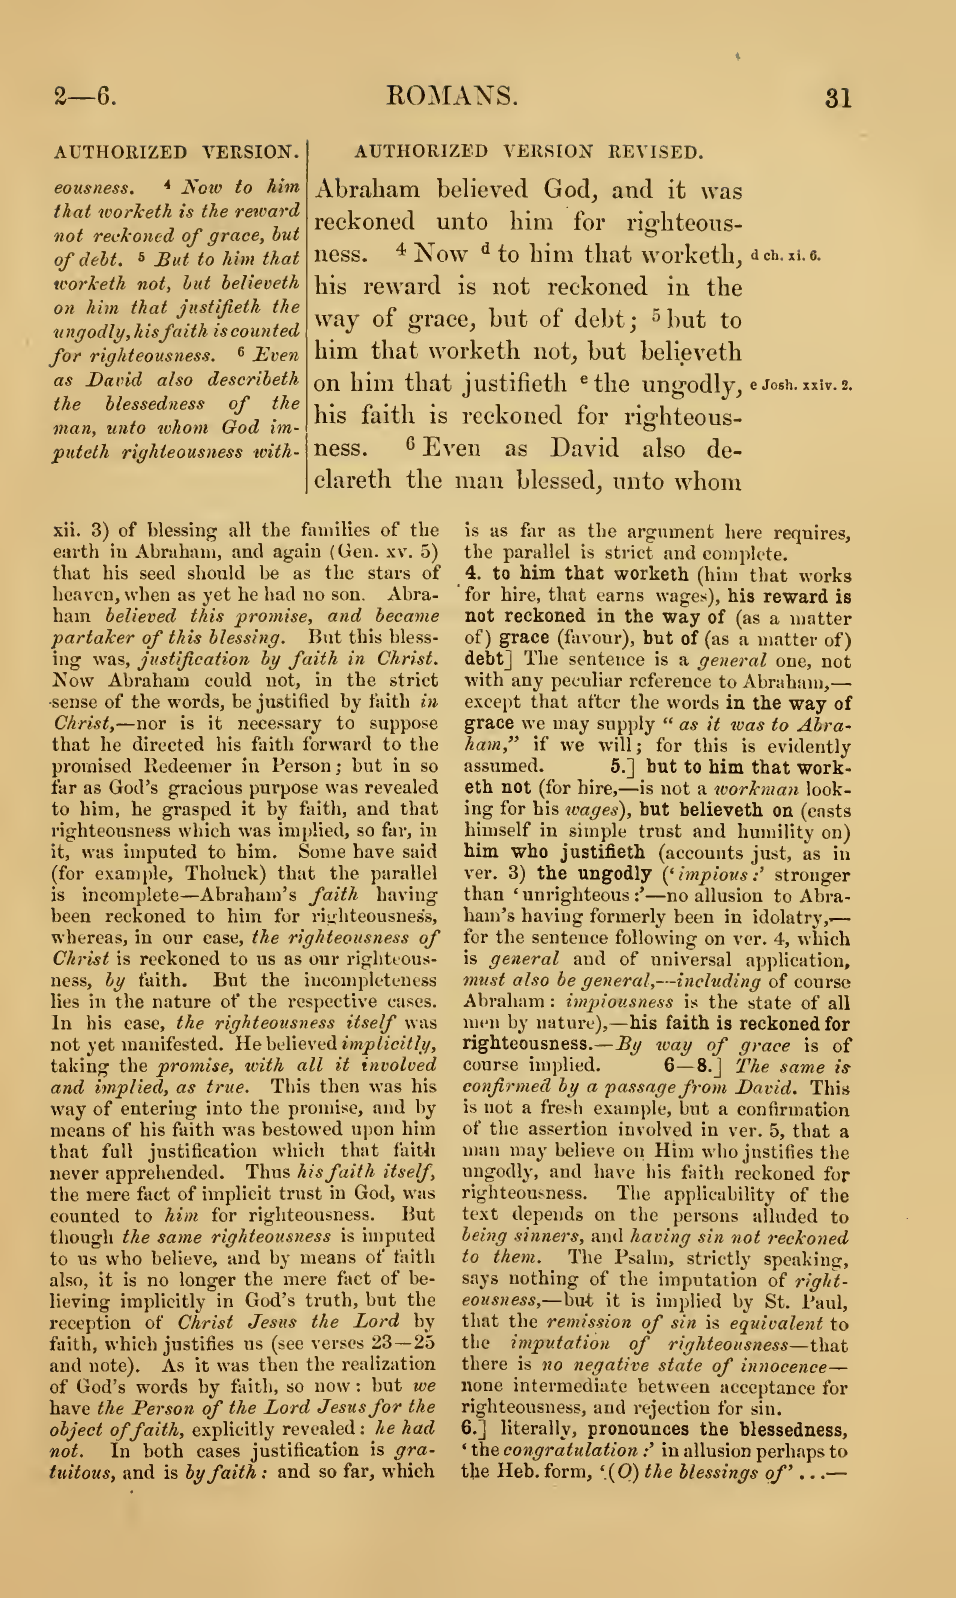 2—6.
ROMANS.
31
AUTHORIZED VERSION.
eousness. 4 Now to him
that worketh is the reward
not reckoned of grace, but
of debt. 5 But to him that
worketh not, but believeth
on him that justifieth the
ungodly, his faith is counted
for righteousness. 6 Even
as David also describeth
the blessedness of the
man, unto whom God im-
puteth righteousness with-
AUTHORIZED VERSION REVISED.
Abraham believed God, and it was
reckoned unto him for righteous-
ness. 4 Now d to him that worketh,
his reward is not reckoned in the
way of grace, but of debt; 5 but to
him that worketh not, but believeth
on him that justifieth e the ungodly,
his faith is reckoned for righteous-
ness. 6 Even as David also de-
clareth the man blessed, unto whom
d ch. xi. 6.
e Josh. xxiv. 2.
xii. 3) of blessing all the families of the
earth in Abraham, and again (Gen. xv. 5)
that his seed should be as the stars of
heaven, when as yet he had no son. Abra-
ham believed this promise, and became
partaker of this blessing. But this bless-
ing was, justification by faith in Christ.
Now Abraham could not, in the strict
sense of the words, be justified by faith in
Christ,—nor is it necessary to suppose
that he directed his faith forward to the
promised Redeemer in Person; but in so
far as God's gracious purpose was revealed
to him, he grasped it by faith, and that
righteousness which was implied, so far, in
it, was imputed to him. Some have said
(for example, Tholuck) that the parallel
is incomplete—Abraham's faith having
been reckoned to him for righteousness,
whereas, in our case, the righteousness of
Christ is reckoned to us as our righteous-
ness, by faith. But the incompleteness
lies in the nature of the respective cases.
In his case, the righteousness itself was
not yet manifested. He believed implicitly,
taking the promise, with all it involved
and implied, as true. This then was his
way of entering into the promise, and by
means of his faith was bestowed upon him
that full justification which that faith
never apprehended. Thus his faith itself,
the mere fact of implicit trust in God, was
counted to him for righteousness. But
though the same righteousness is imputed
to us who believe, and by means of faith
also, it is no longer the mere fact of be-
lieving implicitly in God's truth, but the
reception of Christ Jesus the Lord by
faith, which justifies us (see verses 23—25
and note). As it was then the realization
of God's words by faith, so now: but we
have the Person of the Lord Jesus for the
object of faith, explicitly revealed: he had
not. In both cases justification is gra-
tuitous, and is by faith: and so far, which
is as far as the argument here requires,
the parallel is strict and complete.
4. to him that worketh (him that works
for hire, that earns wages), his reward is
not reckoned in the way of (as a matter
of) grace (favour), but of (as a matter of)
debt] The sentence is a general one, not
with any peculiar reference to Abraham,—
except that after the words in the way of
grace we may supply "as it was to Abra-
ham," if we will; for this is evidently
assumed. 5.] but to him that work-
eth not (for hire,—is not a workman look-
ing for his wages), but believeth on (casts
himself in simple trust and humility on)
him who justifieth (accounts just, as in
ver. 3) the ungodly ('impious:' stronger
than 'unrighteous:'—no allusion to Abra-
ham's having formerly been in idolatry,—
for the sentence following on ver. 4, which
is general and of universal application,
must also be general,—including of course
Abraham: impiousness is the state of all
men by nature),—his faith is reckoned for
righteousness.—By way of grace is of
course implied. 6—8.] The same is
confirmed by a passage from David. This
is not a fresh example, but a confirmation
of the assertion involved in ver. 5, that a
man may believe on Him who justifies the
ungodly, and have his faith reckoned for
righteousness. The applicability of the
text depends on the persons alluded to
being sinners, and having sin not reckoned
to them. The Psalm, strictly speaking,
says nothing of the imputation of right-
eousness,—but it is implied by St. Paul,
that the remission of sin is equivalent to
the imputation of righteousness—that
there is no negative state of innocence—
none intermediate between acceptance for
righteousness, and rejection for sin.
6.] literally, pronounces the blessedness,
'the congratulation:' in allusion perhaps to
the Heb. form, '(O) the blessings of' ...—